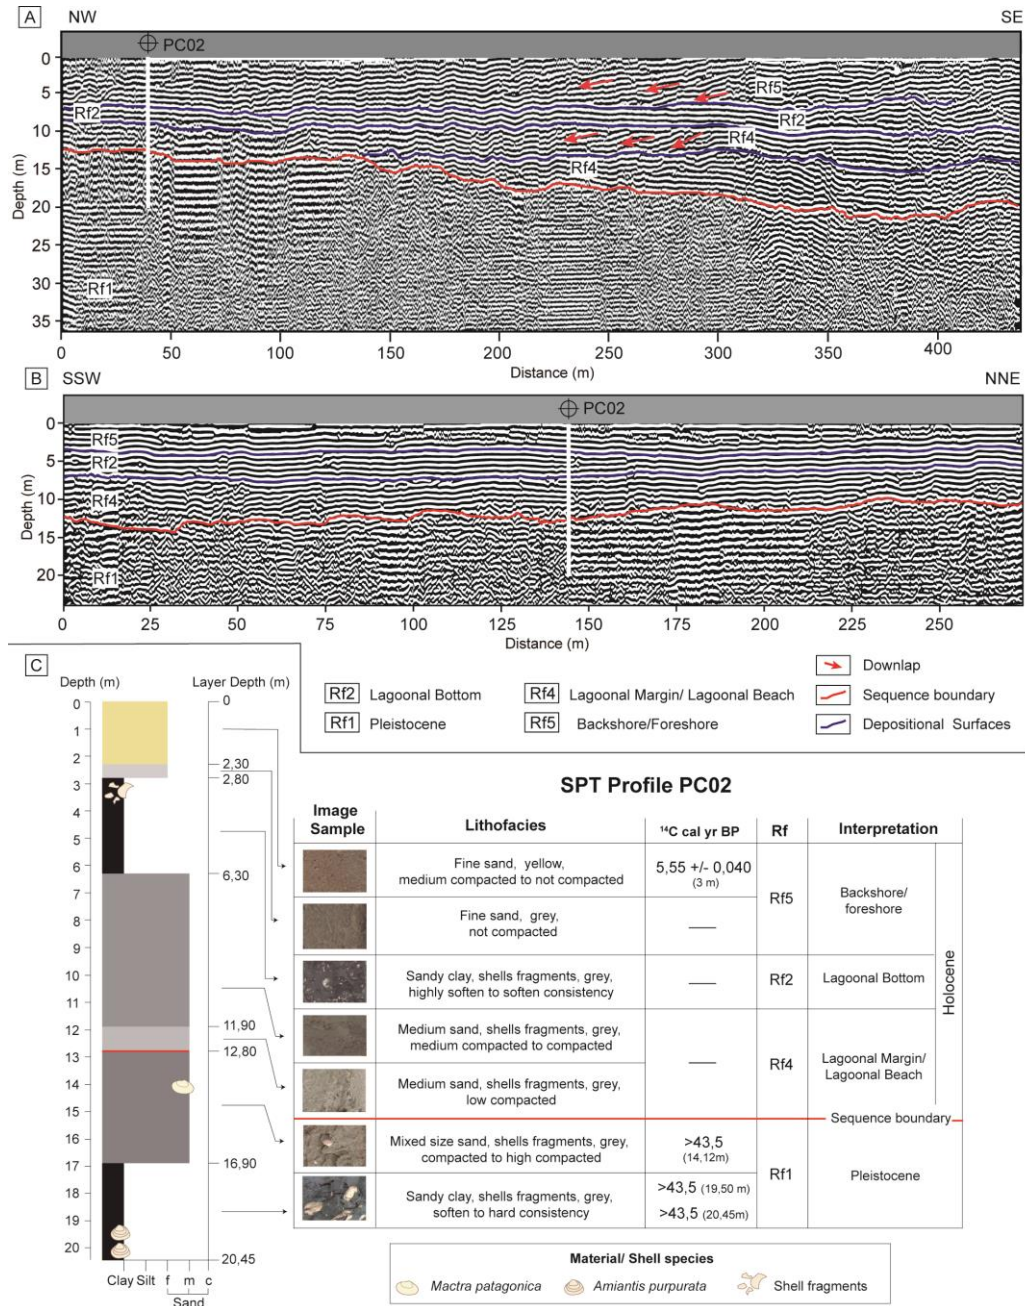 A NW SE
PC02
0
5
10
15
20
25
30
35
Depth (m)
Rf5
Rf2
Rf2
Rf4
Rf4
Rf1
0 50 100 150 200 250 300 350 400
Distance (m)
B SSW NNE
PC02
0
5
10
15
20
Depth (m)
Rf5
Rf2
Rf4
Rf1
0 25 50 75 100 125 150 175 200 225 250
Distance (m)
Rf2 Lagoonal Bottom
Rf4 Lagoonal Margin/ Lagoonal Beach
Rf1 Pleistocene
Rf5 Backshore/Foreshore
Downlap
Sequence boundary
Depositional Surfaces
C
Depth (m) Layer Depth (m)
0
1
2
3
4
5
6
7
8
9
10
11
12
13
14
15
16
17
18
19
20
0
2,30
2,80
6,30
11,90
12,80
16,90
20,45
Clay Silt f m c
Sand
SPT Profile PC02
Image Sample Lithofacies ¹⁴C cal yr BP Rf Interpretation
Fine sand, yellow,
medium compacted to not compacted
5,55 +/- 0,040
(3 m)
Fine sand, grey,
not compacted
—
Rf5
Backshore/
foreshore
Sandy clay, shells fragments, grey,
highly soften to soften consistency
—
Rf2
Lagoonal Bottom
Medium sand, shells fragments, grey,
medium compacted to compacted
Medium sand, shells fragments, grey,
low compacted
—
Rf4
Lagoonal Margin/
Lagoonal Beach
Holocene
Sequence boundary
Mixed size sand, shells fragments, grey,
compacted to high compacted
>43,5
(14,12m)
Sandy clay, shells fragments, grey,
soften to hard consistency
>43,5 (19,50 m)
>43,5 (20,45m)
Rf1
Pleistocene
Material/ Shell species
Mactra patagonica Amiantis purpurata Shell fragments